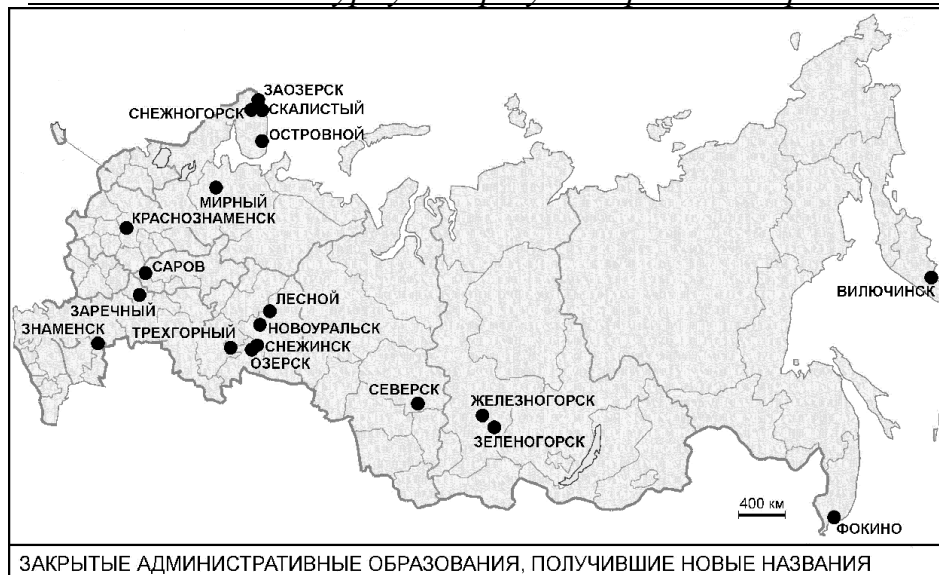 ЗАОЗЕРСК
СНЕЖНОГОРСК
СКАЛИСТЫЙ
ОСТРОВНОЙ
МИРНЫЙ
КРАСНОЗНАМЕНСК
САРОВ
ВИЛЮЧИНСК
ЛЕСНОЙ
ЗАРЕЧНЫЙ
НОВОУРАЛЬСК
ЗНАМЕНСК
ТРЕХГОРНЫЙ
СНЕЖИНСК
ОЗЕРСК
СЕВЕРСК
ЖЕЛЕЗНОГОРСК
ЗЕЛЕНОГОРСК
400 км
ФОКИНО
ЗАКРЫТЫЕ АДМИНИСТРАТИВНЫЕ ОБРАЗОВАНИЯ, ПОЛУЧИВШИЕ НОВЫЕ НАЗВАНИЯ